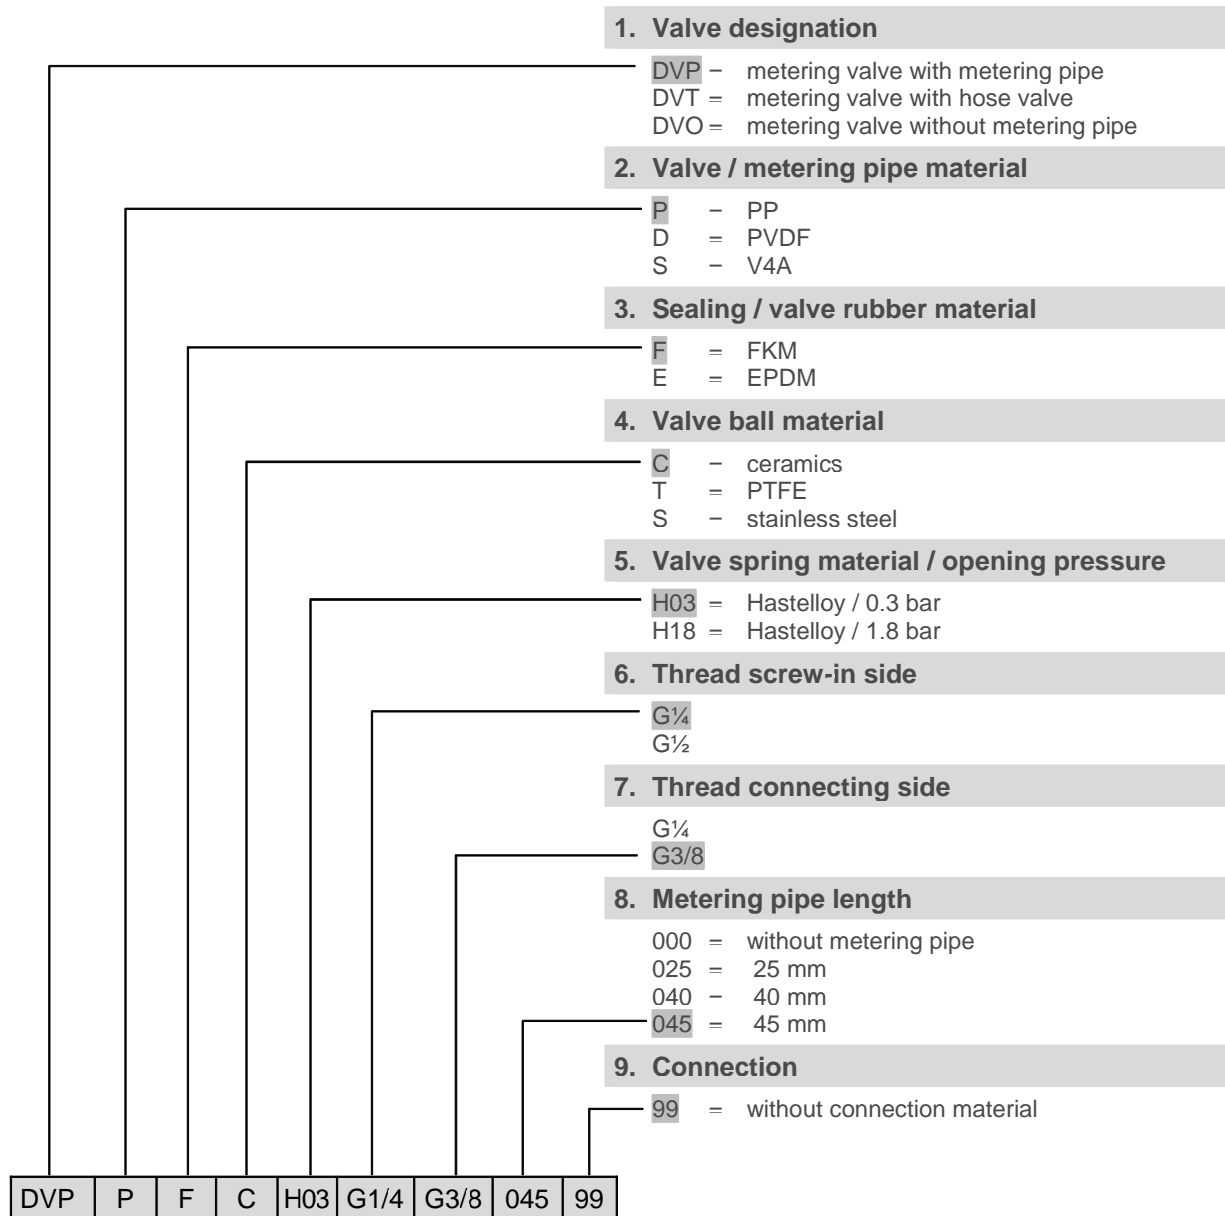 1. Valve designation
DVP – metering valve with metering pipe
DVT = metering valve with hose valve
DVO = metering valve without metering pipe
2. Valve / metering pipe material
P – PP
D = PVDF
S – V4A
3. Sealing / valve rubber material
F = FKM
E = EPDM
4. Valve ball material
C – ceramics
T = PTFE
S – stainless steel
5. Valve spring material / opening pressure
H03 = Hastelloy / 0.3 bar
H18 = Hastelloy / 1.8 bar
6. Thread screw-in side
G¼
G½
7. Thread connecting side
G¼
G3/8
8. Metering pipe length
000 = without metering pipe
025 = 25 mm
040 – 40 mm
045 = 45 mm
9. Connection
99 = without connection material
DVP P F C H03 G1/4 G3/8 045 99